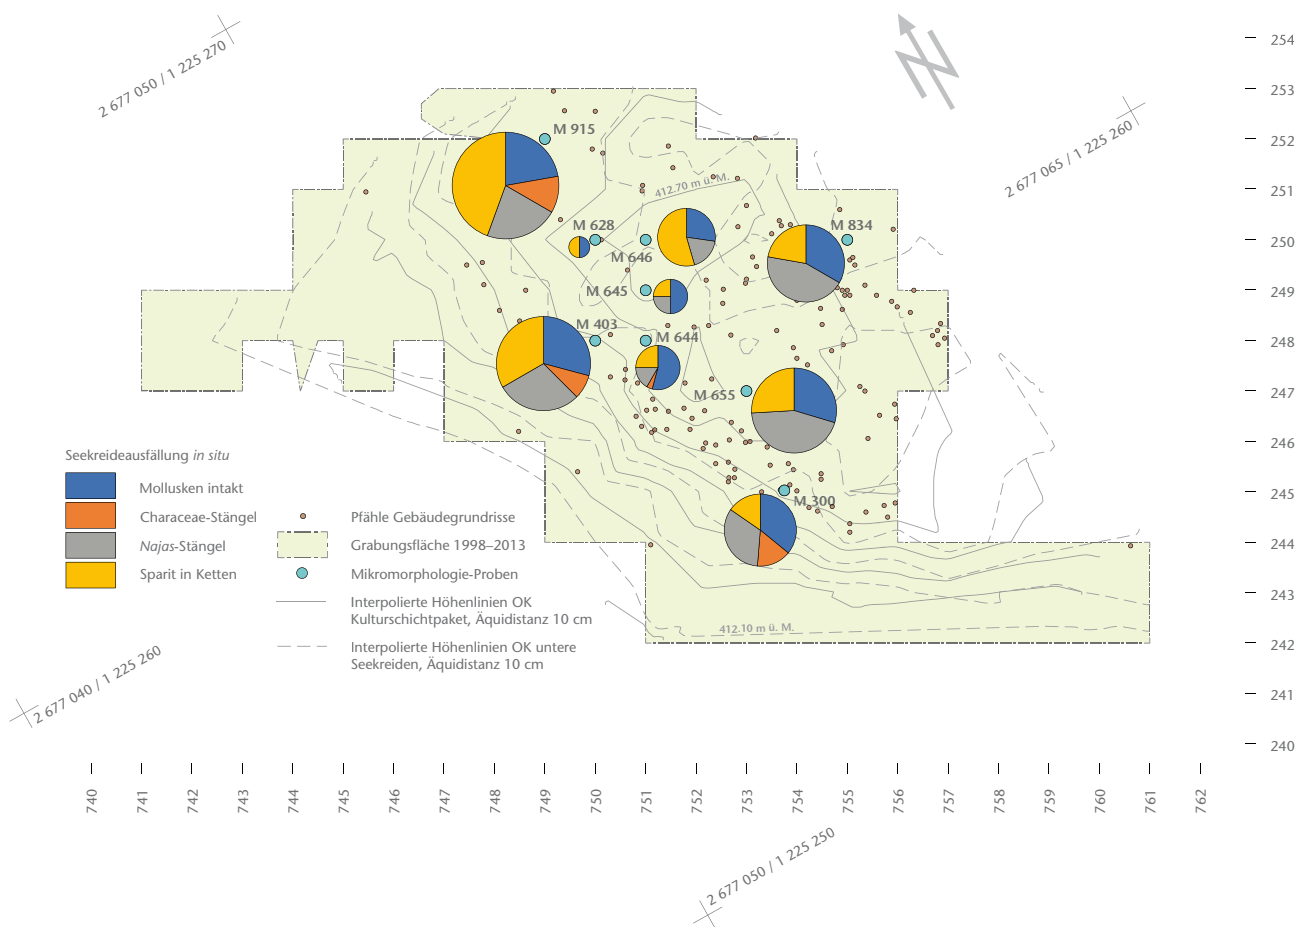 2 677 050 / 1 225 270
2 677 065 / 1 225 260
2 677 040 / 1 225 260
2 677 050 / 1 225 250
M 915
412.70 m ü. M.
M 628
M 834
M 646
M 645
M 403
M 644
M 655
M 300
412.10 m ü. M.
Seekreideausfällung in situ
Mollusken intakt
Characeae-Stängel
Najas-Stängel
Sparit in Ketten
Pfähle Gebäudegrundrisse
Grabungsfläche 1998–2013
Mikromorphologie-Proben
Interpolierte Höhenlinien OK
Kulturschichtpaket, Äquidistanz 10 cm
Interpolierte Höhenlinien OK untere
Seekreiden, Äquidistanz 10 cm
254
253
252
251
250
249
248
247
246
245
244
243
242
241
240
740
741
742
743
744
745
746
747
748
749
750
751
752
753
754
755
756
757
758
759
760
761
762